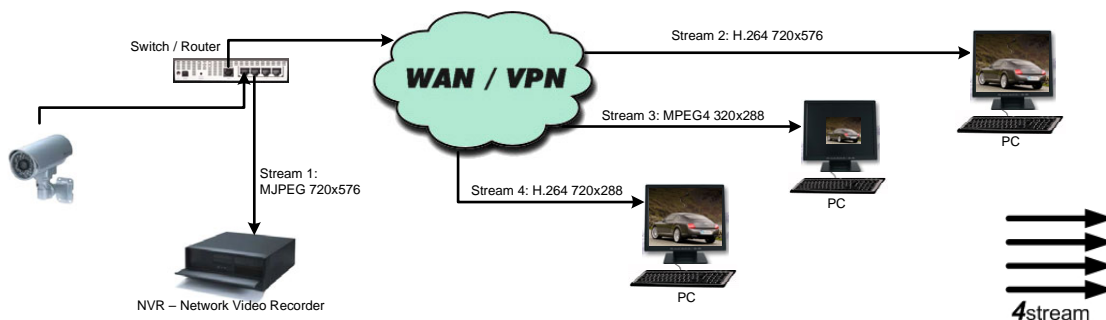 Switch / Router
WAN / VPN
Stream 2: H.264 720x576
PC
Stream 3: MPEG4 320x288
PC
Stream 1:
MJPEG 720x576
Stream 4: H.264 720x288
PC
NVR – Network Video Recorder
4stream